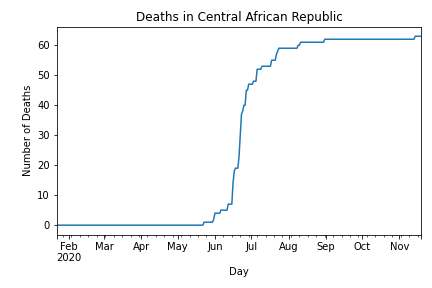 Deaths in Central African Republic
Number of Deaths
60
50
40
30
20
10
0
Feb Mar Apr May Jun Jul Aug Sep Oct Nov
2020
Day